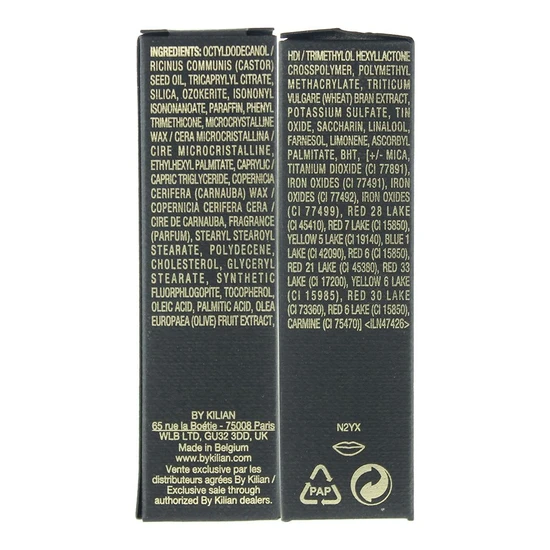 INGREDIENTS: OCTYLDODECANOL /
RICINUS COMMUNIS (CASTOR)
SEED OIL, TRICAPRYLYL CITRATE,
SILICA, OZOKERITE, ISONONYL
ISONONANOATE, PARAFFIN, PHENYL
TRIMETHICONE, MICROCRYSTALLINE
WAX / CERA MICROCRISTALLINA /
CIRE MICROCRISTALLINE,
ETHYLHEXYL PALMITATE, CAPRYLIC /
CAPRIC TRIGLYCERIDE, COPERNICIA
CERIFERA (CARNAUBA) WAX /
COPERNICIA CERIFERA CERA /
CIRE DE CARNAUBA, FRAGRANCE
(PARFUM), STEARYL STEAROYL
STEARATE, POLYDECENE,
CHOLESTEROL, GLYCERYL
STEARATE, SYNTHETIC
FLUORPHLOGOPITE, TOCOPHEROL,
OLEIC ACID, PALMITIC ACID, OLEA
EUROPAEA (OLIVE) FRUIT EXTRACT,
BY KILIAN
65 rue la Boétie - 75008 Paris
WLB LTD, GU32 3DD, UK
Made in Belgium
www.bykilian.com
Vente exclusive par les
distributeurs agréées By Kilian /
Exclusive sale through
authorized By Kilian dealers.
HDI / TRIMETHYLOL HEXYLLACTONE
CROSSPOLYMER, POLYMETHYL
METHACRYLATE, TRITICUM
VULGARE (WHEAT) BRAN EXTRACT,
POTASSIUM SULFATE, TIN
OXIDE, SACCHARIN, LINALOOL,
FARNESOL, LIMONENE, ASCORBYL
PALMITATE, BHT, [+/- MICA,
TITANIUM DIOXIDE (CI 77891),
IRON OXIDES (CI 77491), IRON
OXIDES (CI 77492), IRON OXIDES
(CI 77499), RED 28 LAKE
(CI 45410), RED 7 LAKE (CI 15850),
YELLOW 5 LAKE (CI 19140), BLUE 1
LAKE (CI 42090), RED 6 (CI 15850),
RED 21 LAKE (CI 45380), RED 33
LAKE (CI 17200), YELLOW 6 LAKE
(CI 15985), RED 30 LAKE
(CI 73360), RED 6 LAKE (CI 15850),
CARMINE (CI 75470)] <ILN47426>
N2YX
PAP